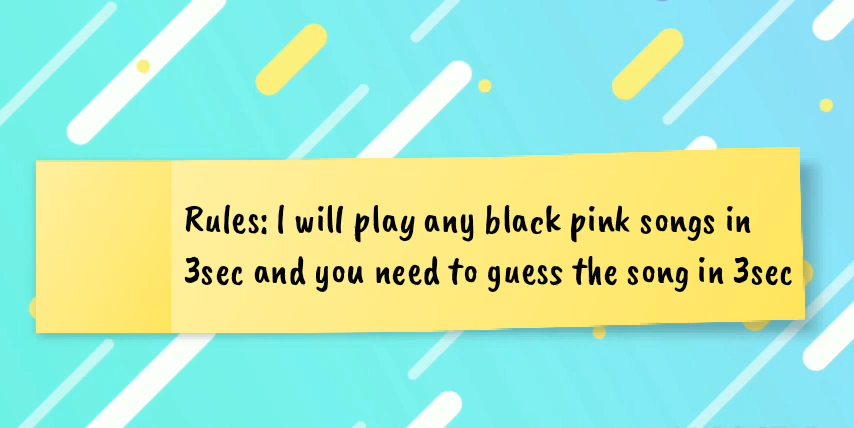 Rules: I will play any black pink songs in
3sec and you need to guess the song in 3sec